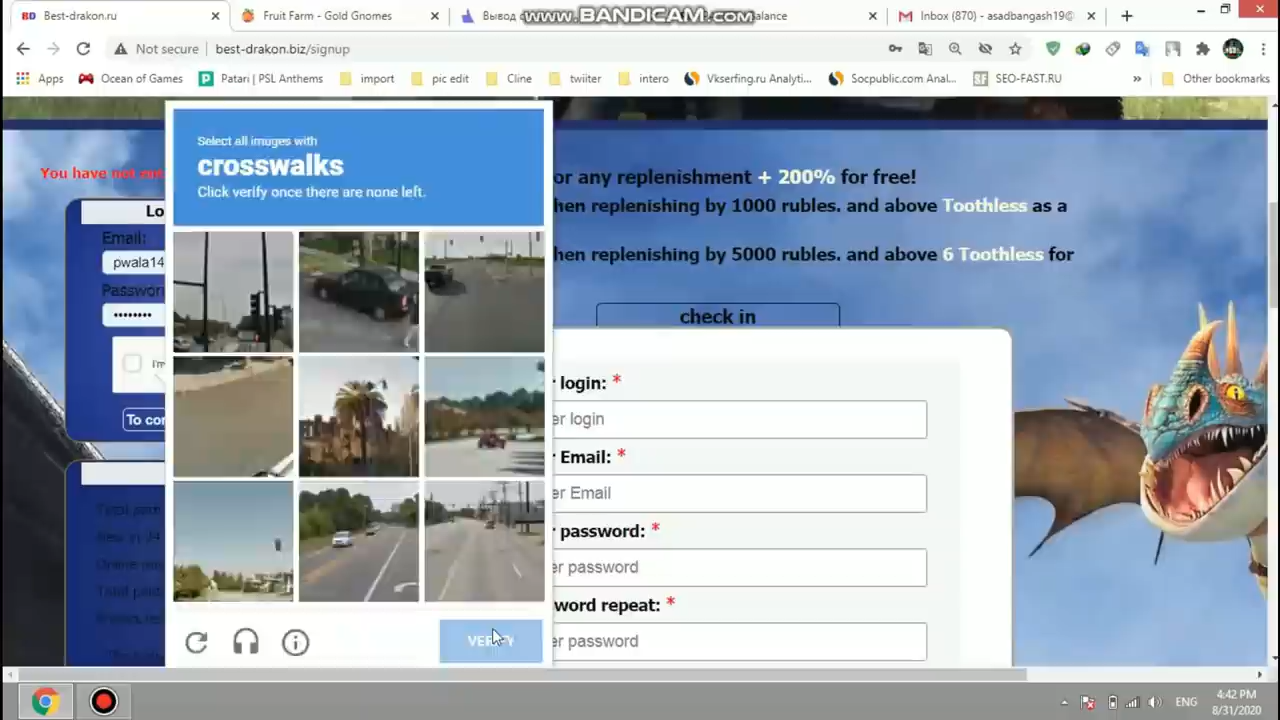 www.BANDICAM.com
Best-drakon.ru
Fruit Farm - Gold Gnomes
Вывод
alance
Inbox (870) - asadbangash19@
Not secure
best-drakon.biz/signup
Apps
Ocean of Games
Patari | PSL Anthems
import
pic edit
Cline
twiiter
intero
Vkserfing.ru Analyti...
Socpublic.com Anal...
SEO-FAST.RU
»
Other bookmarks
You have not
Lo
Email:
pwala14
Passwor
••••••••
I'm
To co
Select all images with
crosswalks
Click verify once there are none left.
VERIFY
or any replenishment + 200% for free!
hen replenishing by 1000 rubles. and above Toothless as a
hen replenishing by 5000 rubles. and above 6 Toothless for
check in
r login: *
er login
r Email: *
er Email
r password: *
er password
word repeat: *
er password
ENG
4:42 PM
8/31/2020